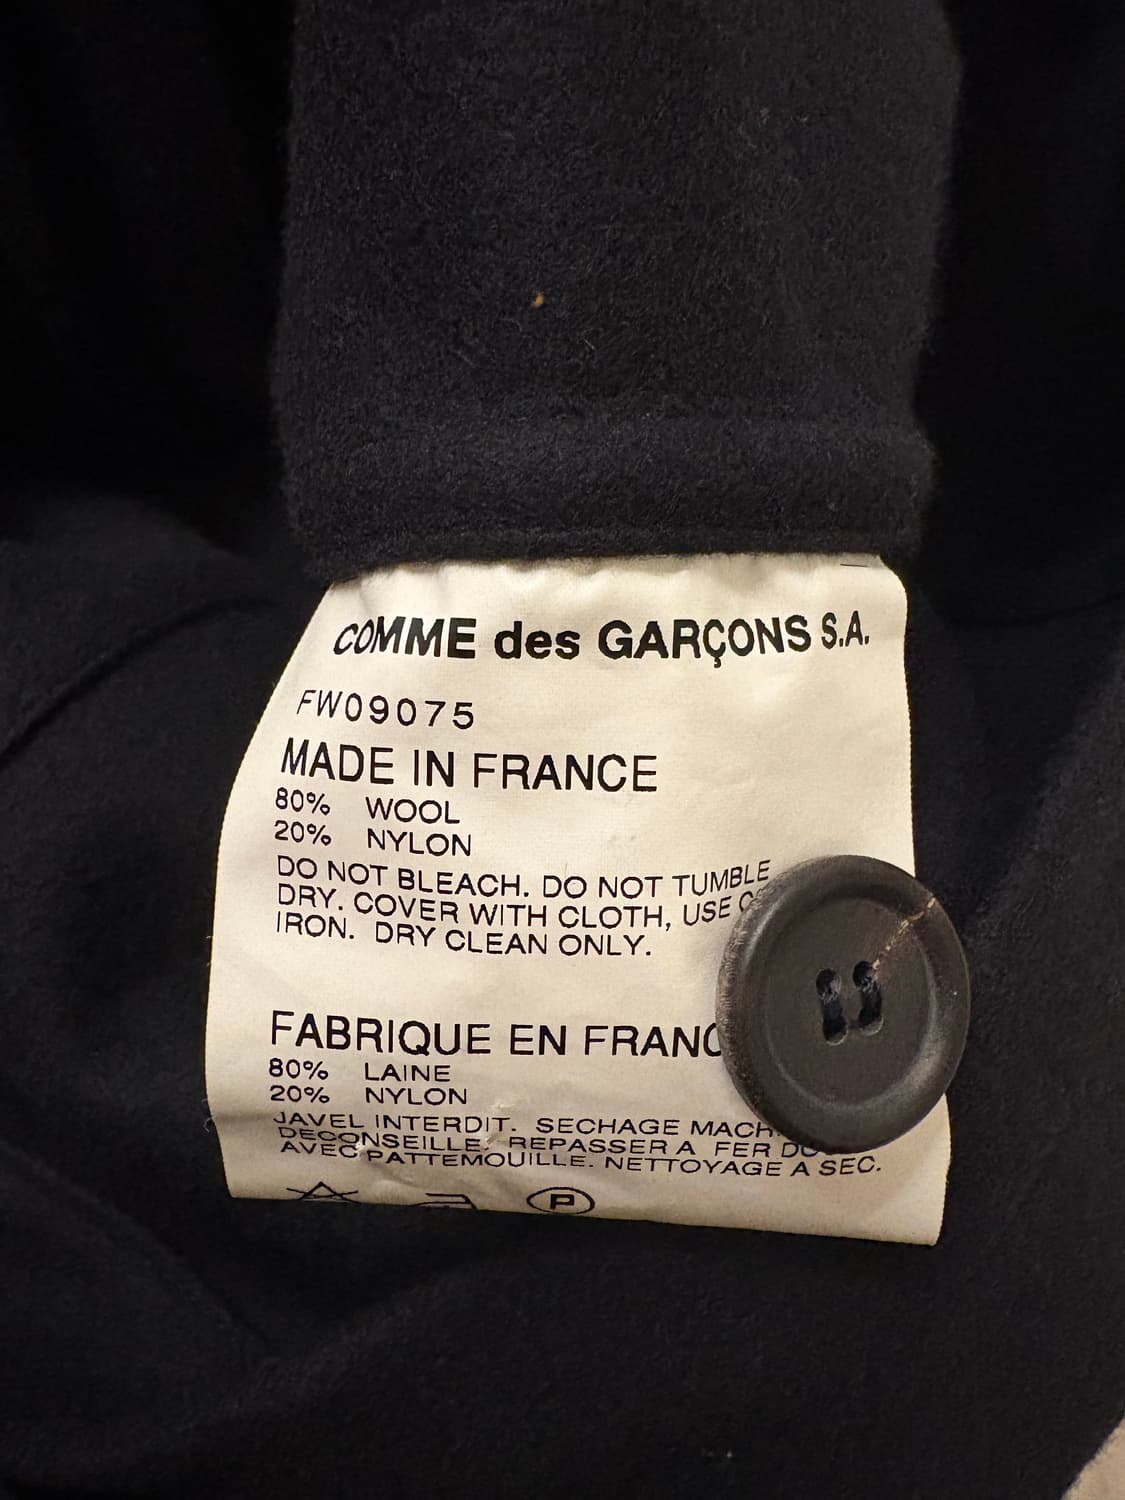 COMME des GARÇONS S.A.
FW09075
MADE IN FRANCE
80% WOOL
20% NYLON
DO NOT BLEACH. DO NOT TUMBLE
DRY. COVER WITH CLOTH, USE
IRON. DRY CLEAN ONLY.
FABRIQUE EN FRANC
80% LAINE
20% NYLON
JAVEL INTERDIT. SECHAGE MACH
DECONSEILLE. REPASSER A FER DO
AVEC PATTEMOUILLE. NETTOYAGE A SEC.
P